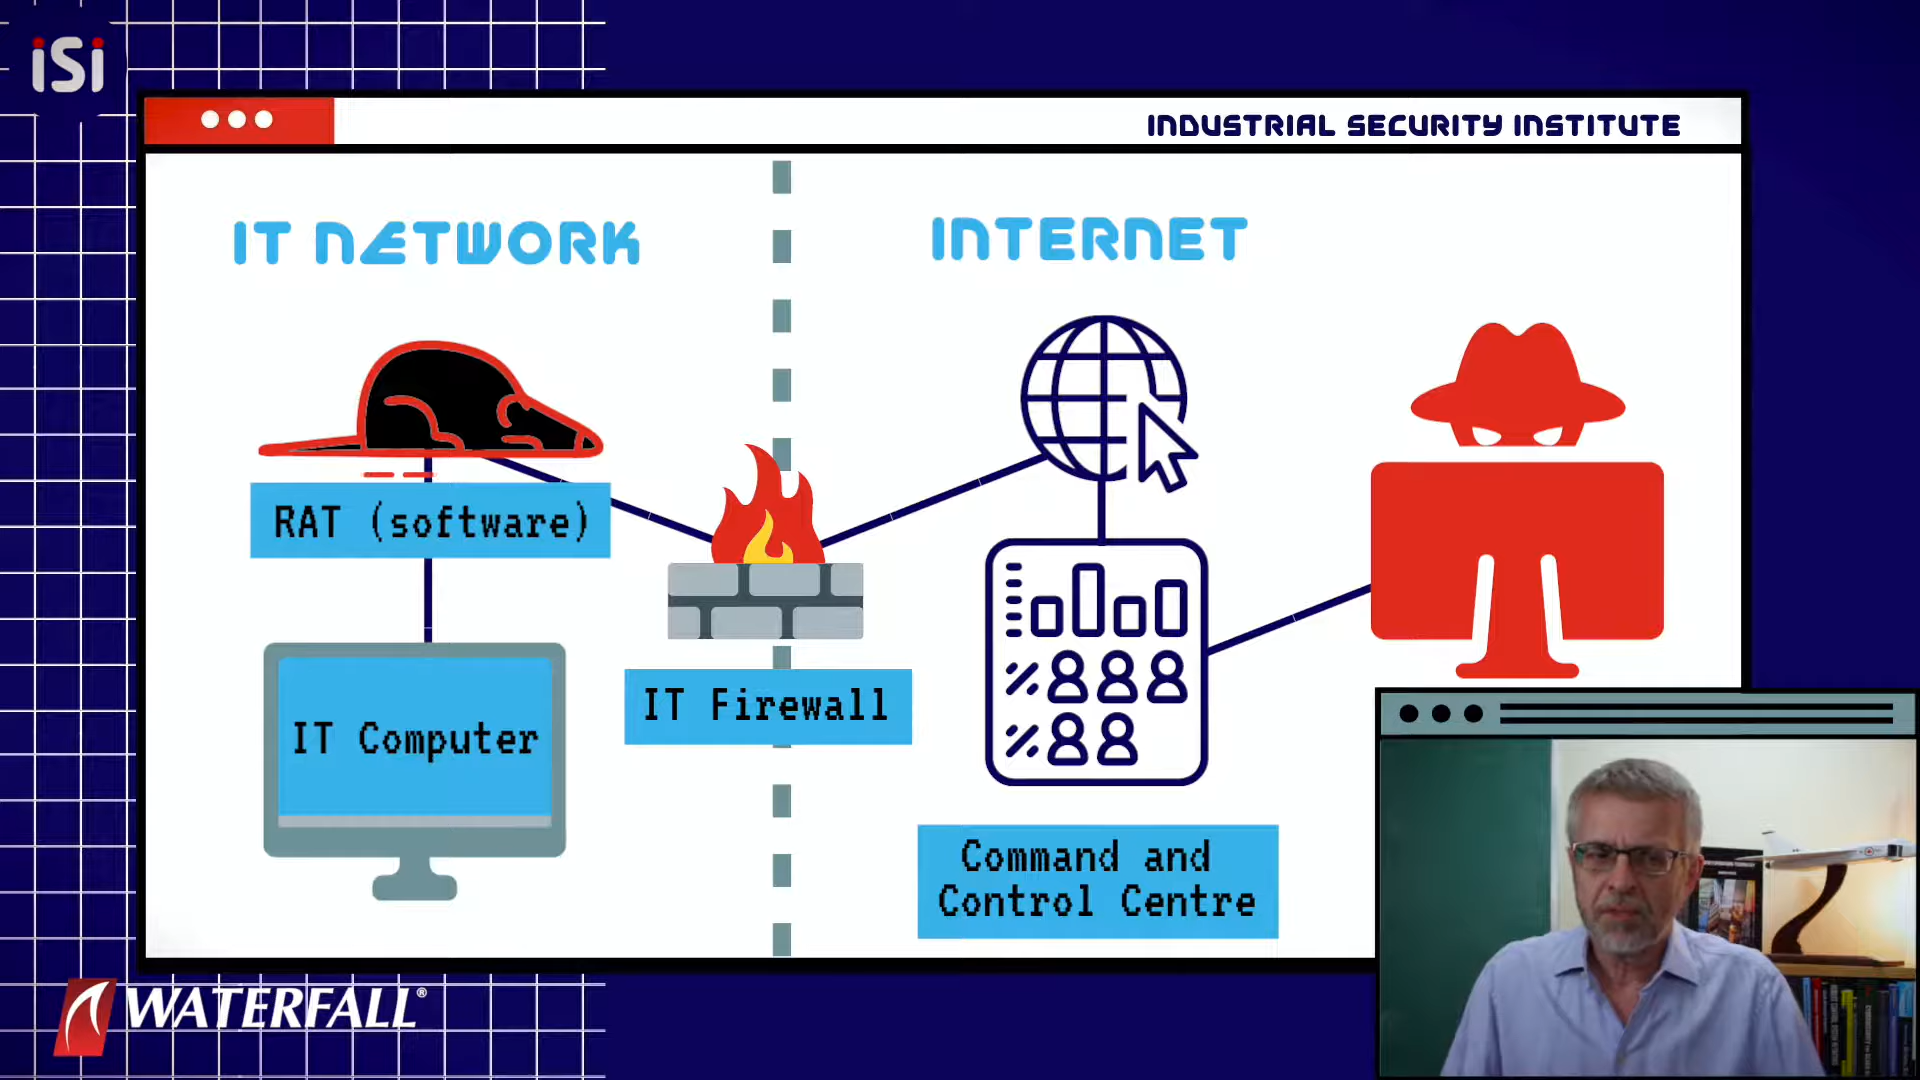 iSi
INDUSTRIAL SECURITY INSTITUTE
IT NETWORK
INTERNET
RAT (software)
IT Firewall
IT Computer
Command and
Control Centre
WATERFALL®